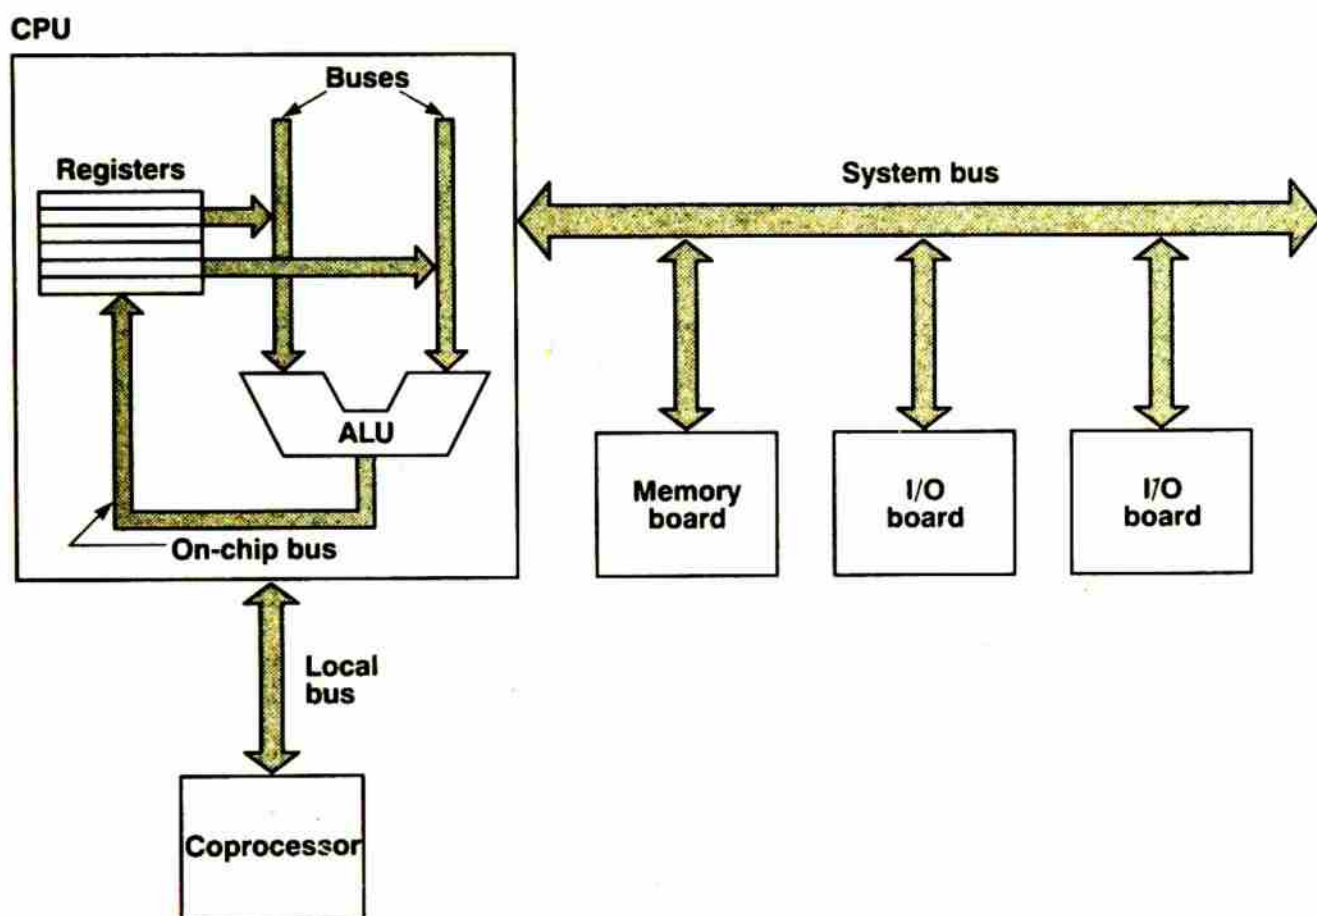 CPU
Buses
Registers
System bus
ALU
Memory
board
I/O
board
I/O
board
On-chip bus
Local
bus
Coprocessor